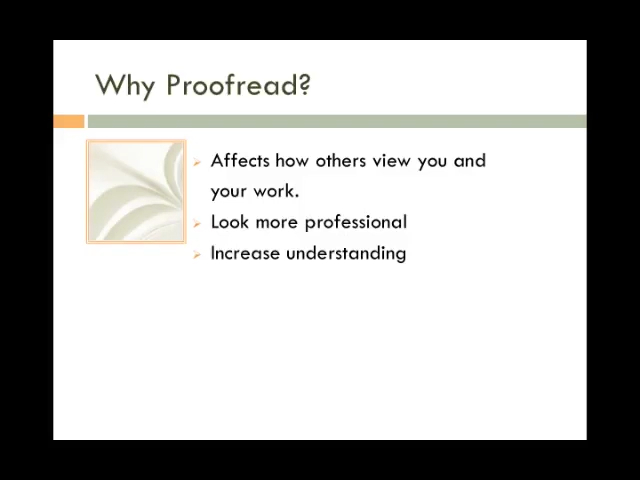 Why Proofread?
Affects how others view you and
your work.
Look more professional
Increase understanding